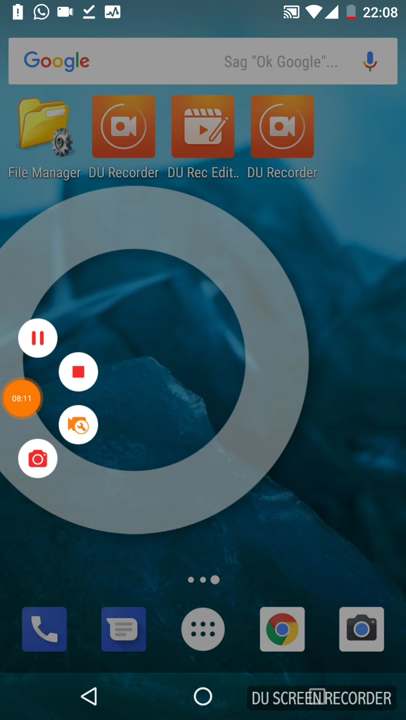 22:08
Google Sag "Ok Google"...
File Manager DU Recorder DU Rec Edit.. DU Recorder
08:11
DU SCREEN RECORDER